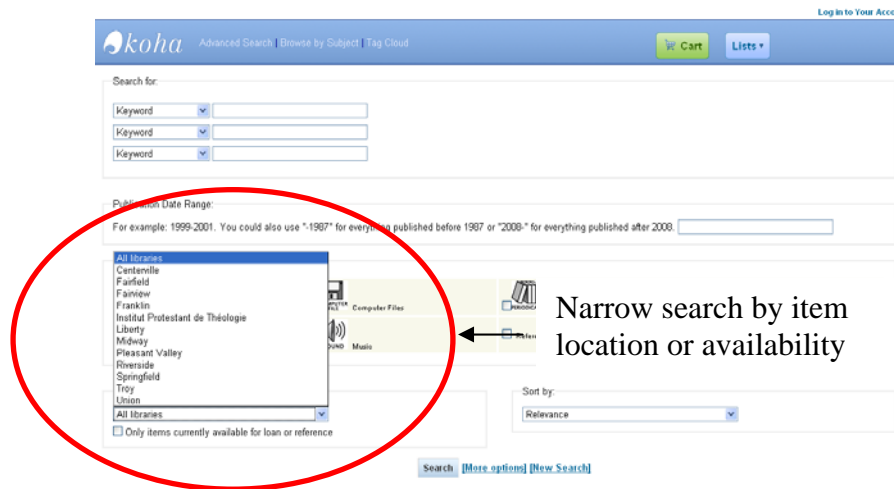 Log in to Your Acco
koha Advanced Search | Browse by Subject | Tag Cloud Cart Lists
Search for:
Keyword
Keyword
Keyword
Publication Date Range:
For example: 1999-2001. You could also use "-1987" for everything published before 1987 or "2008-" for everything published after 2008.
All libraries
Centerville
Fairfield
Fairview
Franklin
Institut Protestant de Théologie
Liberty
Midway
Pleasant Valley
Riverside
Springfield
Troy
Union
Computer Files
Music
Narrow search by item
location or availability
All libraries
Only items currently available for loan or reference
Sort by:
Relevance
Search [More options] [New Search]